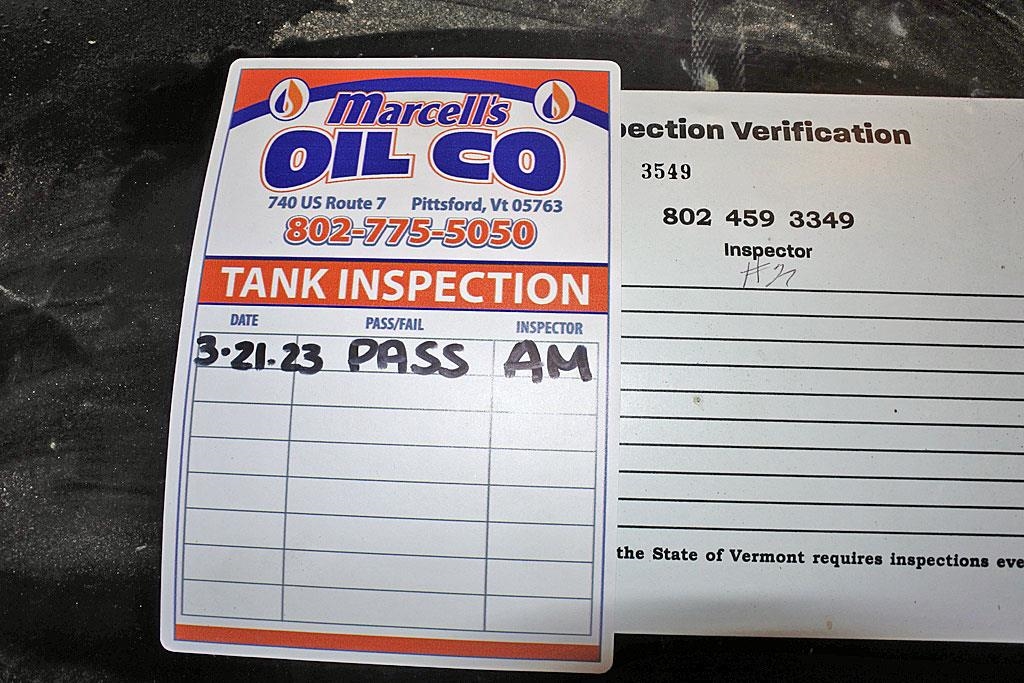 Marcell's
OIL CO
740 US Route 7 Pittsford, Vt 05763
802-775-5050
TANK INSPECTION
DATE PASS/FAIL INSPECTOR
3·21·23 PASS AM
pection Verification
3549
802 459 3349
Inspector
the State of Vermont requires inspections eve